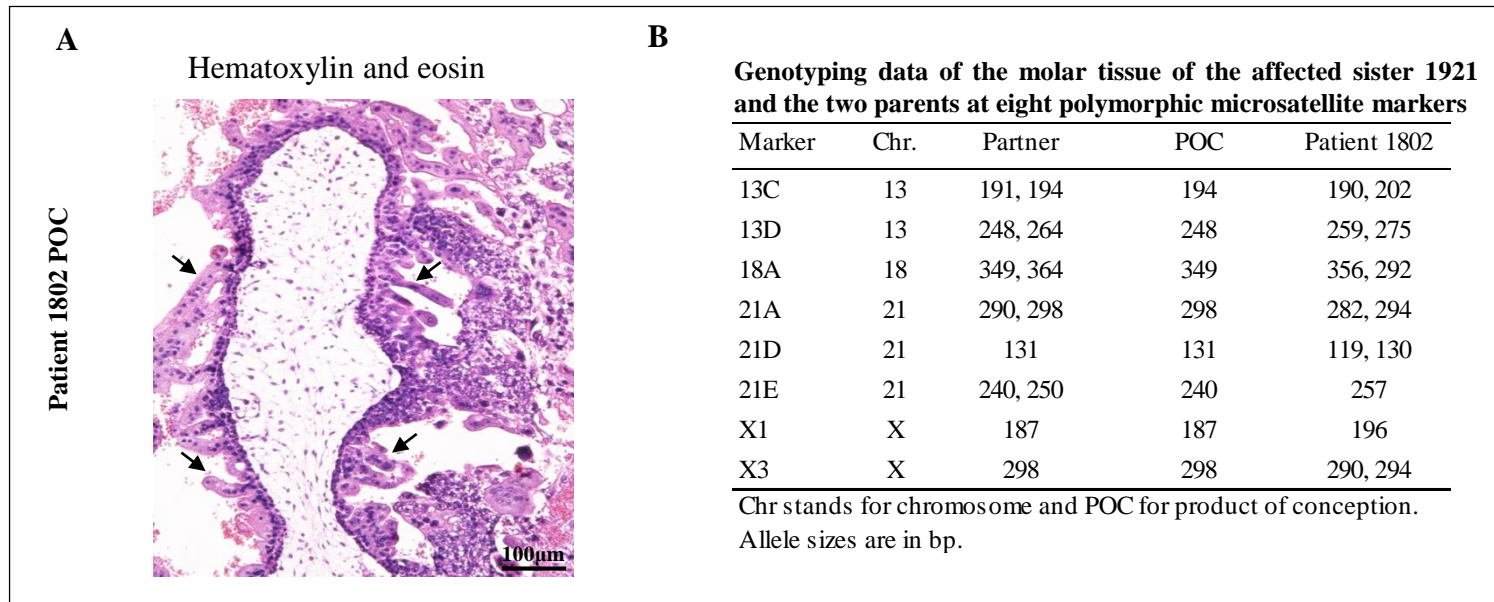 A
Hematoxylin and eosin
Patient 1802 POC
100µm
B
Genotyping data of the molar tissue of the affected sister 1921
and the two parents at eight polymorphic microsatellite markers
Marker Chr. Partner POC Patient 1802
13C 13 191, 194 194 190, 202
13D 13 248, 264 248 259, 275
18A 18 349, 364 349 356, 292
21A 21 290, 298 298 282, 294
21D 21 131 131 119, 130
21E 21 240, 250 240 257
X1 X 187 187 196
X3 X 298 298 290, 294
Chr stands for chromosome and POC for product of conception.
Allele sizes are in bp.